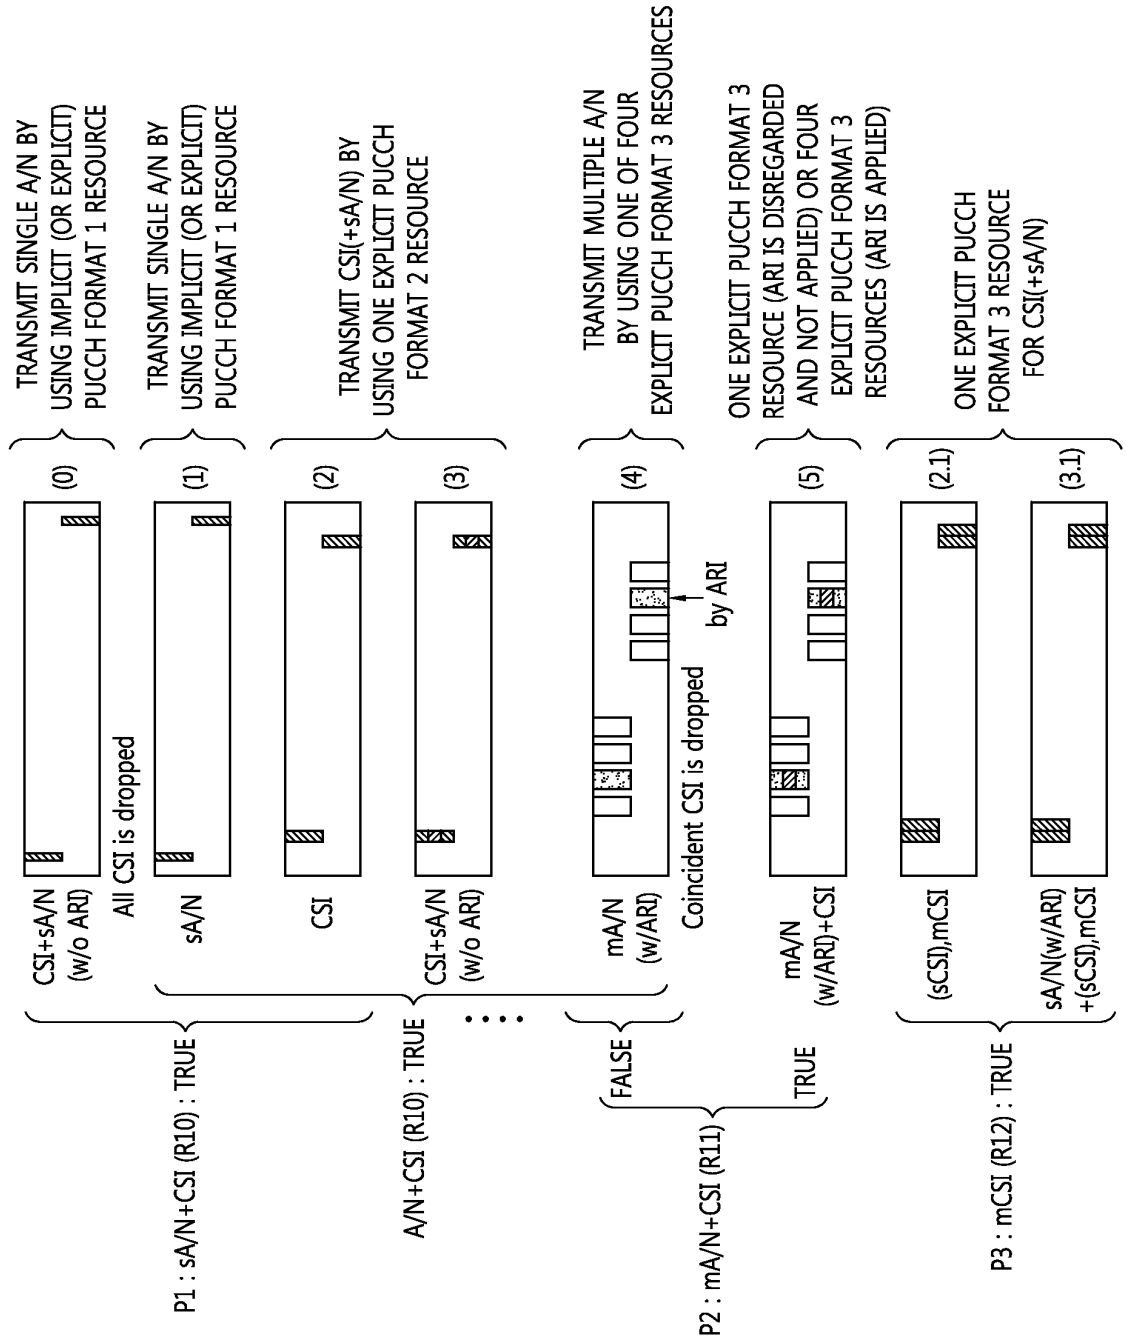 TRANSMIT SINGLE A/N BY
USING IMPLICIT (OR EXPLICIT)
PUCCH FORMAT 1 RESOURCE
(0)
CSI+sA/N
(w/o ARI)
All CSI is dropped
TRANSMIT SINGLE A/N BY
USING IMPLICIT (OR EXPLICIT)
PUCCH FORMAT 1 RESOURCE
(1)
sA/N
P1 : sA/N+CSI (R10) : TRUE
TRANSMIT CSI(+sA/N) BY
USING ONE EXPLICIT PUCCH
FORMAT 2 RESOURCE
(2)
CSI
(3)
CSI+sA/N
(w/o ARI)
A/N+CSI (R10) : TRUE
TRANSMIT MULTIPLE A/N
BY USING ONE OF FOUR
EXPLICIT PUCCH FORMAT 3 RESOURCES
(4)
mA/N
(w/ARI)
by ARI
Coincident CSI is dropped
FALSE
P2 : mA/N+CSI (R11)
ONE EXPLICIT PUCCH FORMAT 3
RESOURCE (ARI IS DISREGARDED
AND NOT APPLIED) OR FOUR
EXPLICIT PUCCH FORMAT 3
RESOURCES (ARI IS APPLIED)
(5)
mA/N
(w/ARI)+CSI
TRUE
ONE EXPLICIT PUCCH
FORMAT 3 RESOURCE
FOR CSI(+sA/N)
(2.1)
(sCSI),mCSI
(3.1)
sA/N(w/ARI)
+(sCSI),mCSI
P3 : mCSI (R12) : TRUE